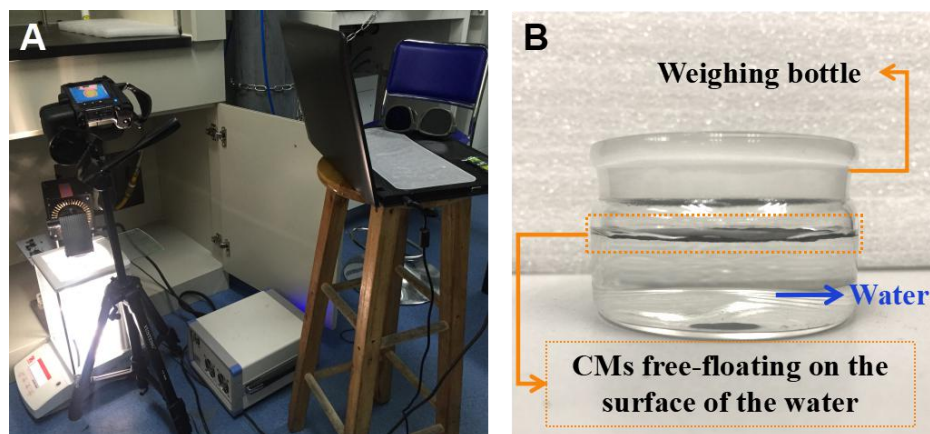 A
B
Weighing bottle
Water
CMs free-floating on the
surface of the water